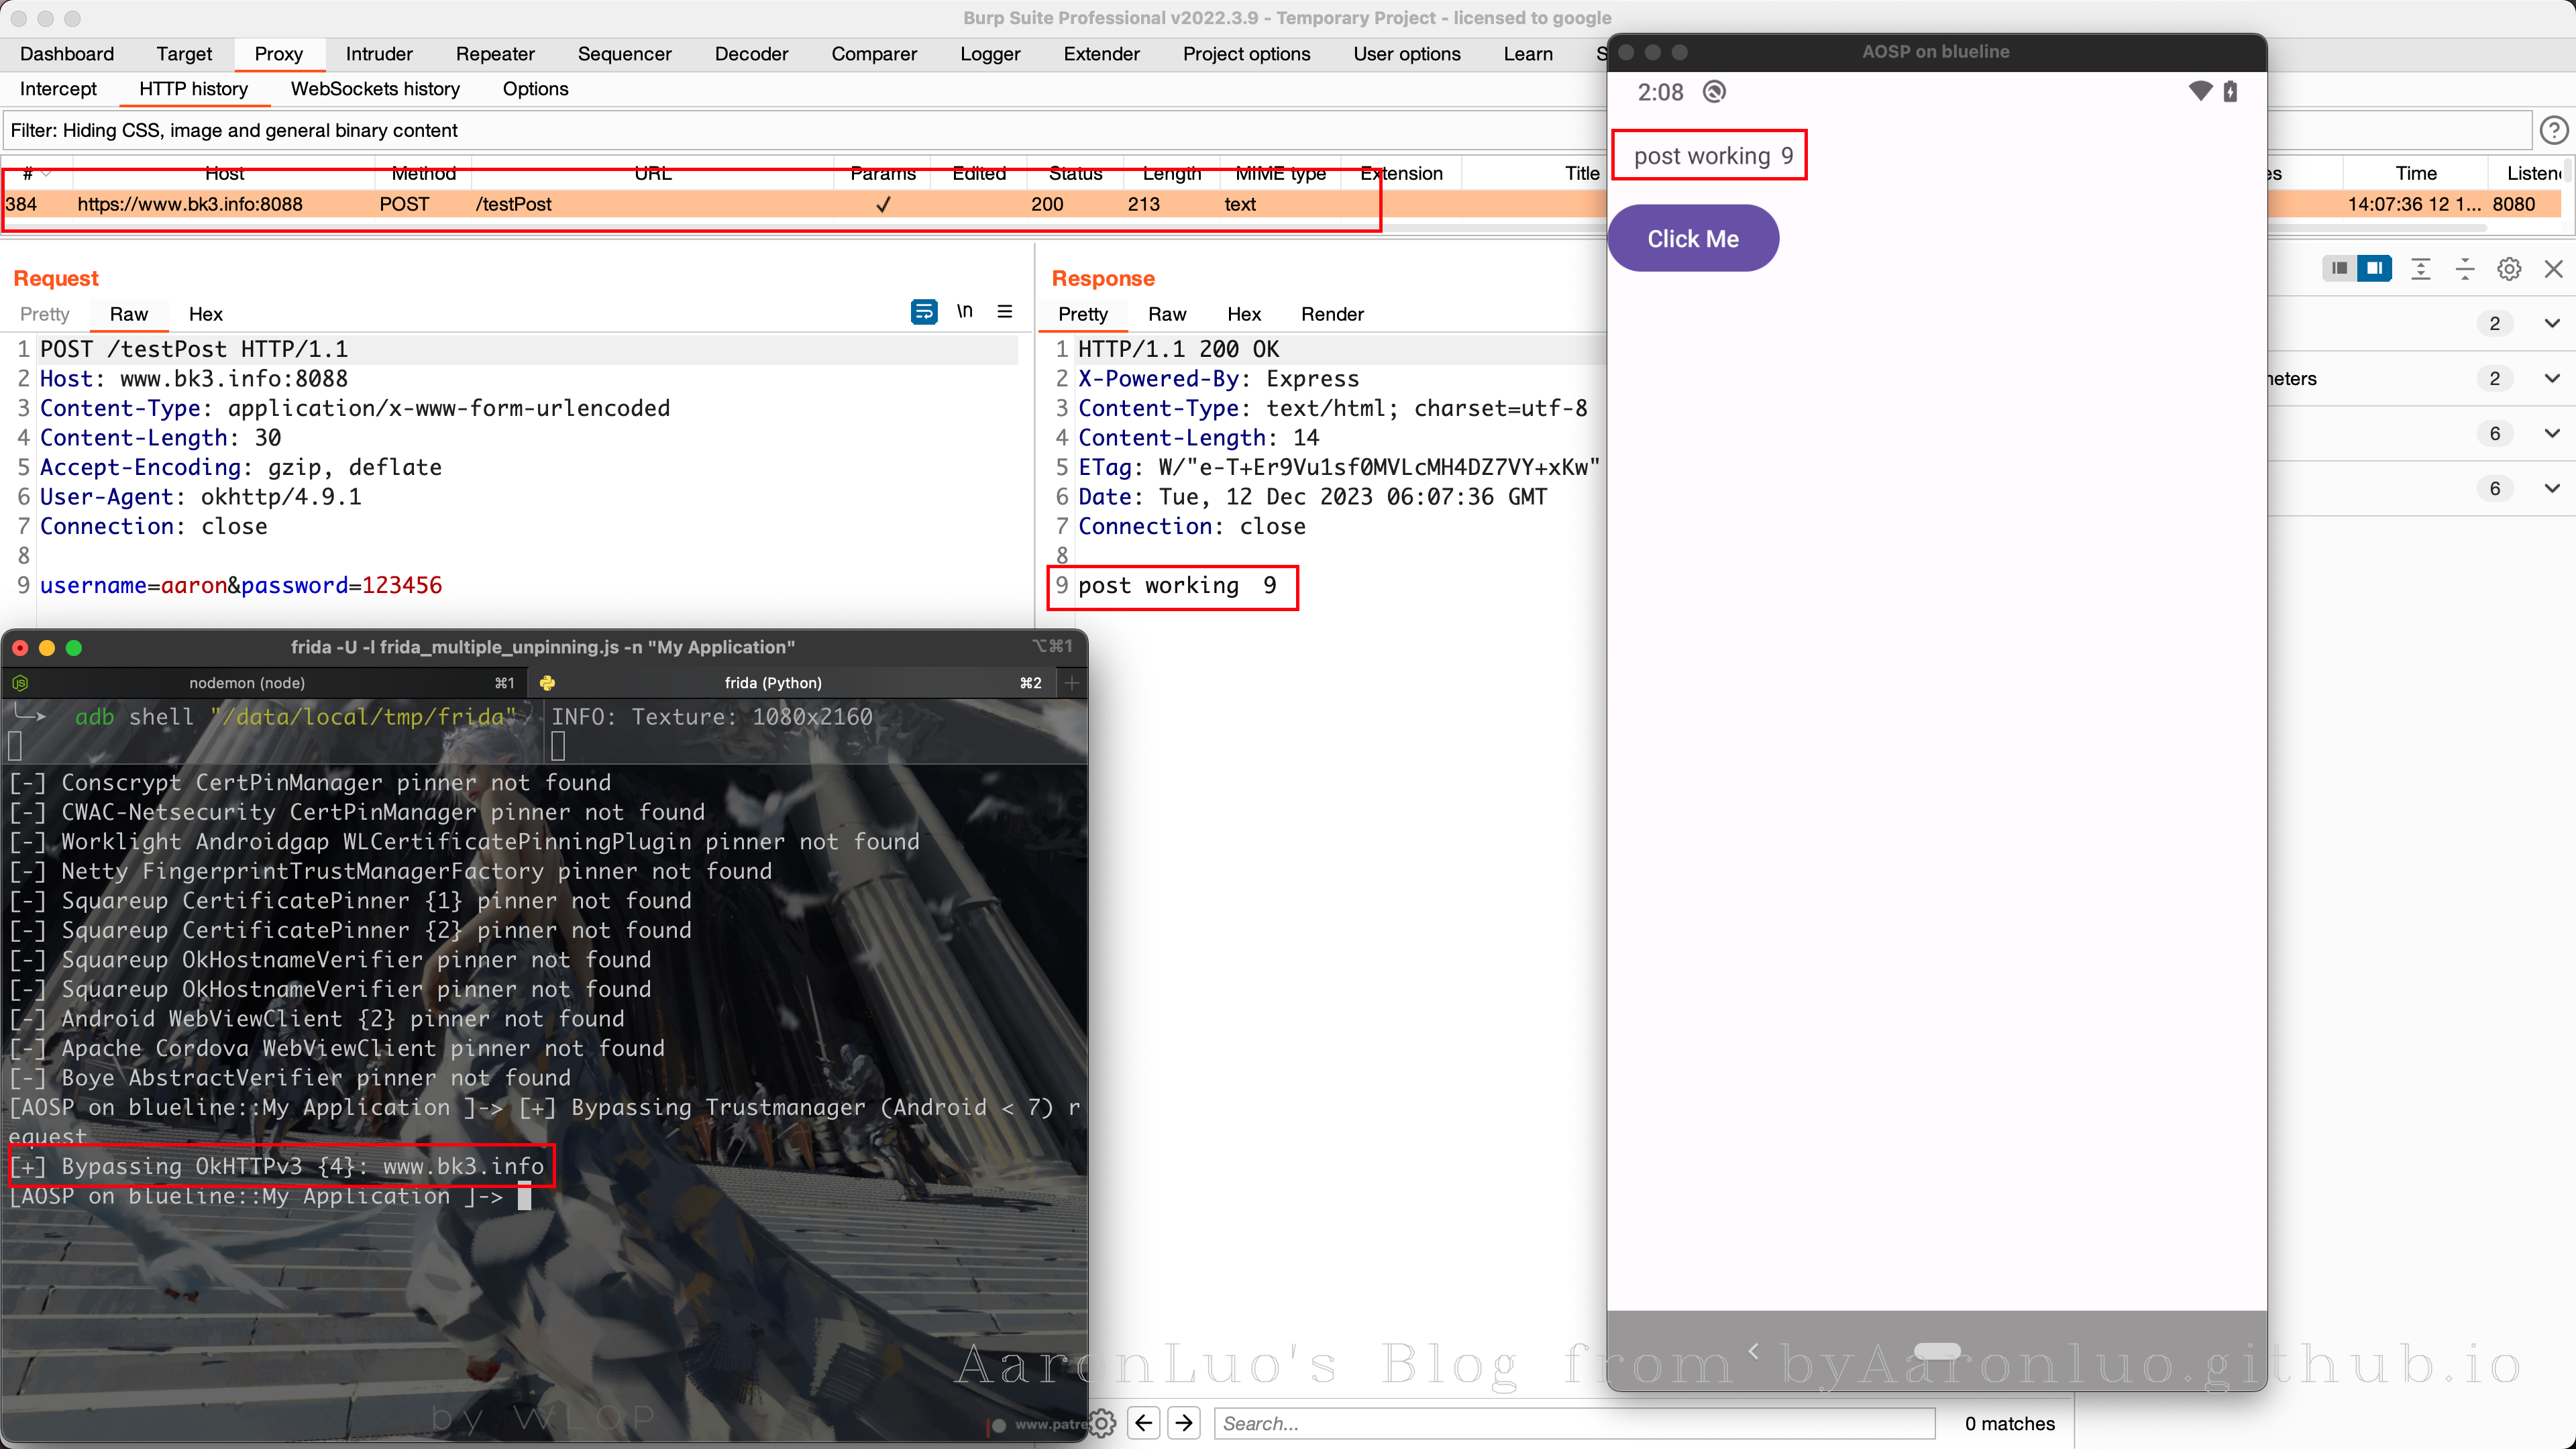 Burp Suite Professional v2022.3.9 - Temporary Project - licensed to google
Dashboard Target Proxy Intruder Repeater Sequencer Decoder Comparer Logger Extender Project options User options Learn S
Intercept HTTP history WebSockets history Options
Filter: Hiding CSS, image and general binary content
# Host Method URL Params Edited Status Length MIME type Extension Title es Time Listene
384 https://www.bk3.info:8088 POST /testPost ✓ 200 213 text 14:07:36 12 1... 8080
Request
Pretty Raw Hex \n
1 POST /testPost HTTP/1.1
2 Host: www.bk3.info:8088
3 Content-Type: application/x-www-form-urlencoded
4 Content-Length: 30
5 Accept-Encoding: gzip, deflate
6 User-Agent: okhttp/4.9.1
7 Connection: close
8
9 username=aaron&password=123456
Response
Pretty Raw Hex Render
1 HTTP/1.1 200 OK
2 X-Powered-By: Express
3 Content-Type: text/html; charset=utf-8
4 Content-Length: 14
5 ETag: W/"e-T+Er9Vu1sf0MVLcMH4DZ7VY+xKw"
6 Date: Tue, 12 Dec 2023 06:07:36 GMT
7 Connection: close
8
9 post working 9
2
neters 2
6
6
AOSP on blueline
2:08
post working 9
Click Me
frida -U -l frida_multiple_unpinning.js -n "My Application" ⌥⌘1
nodemon (node) ⌘1 frida (Python) ⌘2 +
adb shell "/data/local/tmp/frida" INFO: Texture: 1080x2160
[-] Conscrypt CertPinManager pinner not found
[-] CWAC-Netsecurity CertPinManager pinner not found
[-] Worklight Androidgap WLCertificatePinningPlugin pinner not found
[-] Netty FingerprintTrustManagerFactory pinner not found
[-] Squareup CertificatePinner {1} pinner not found
[-] Squareup CertificatePinner {2} pinner not found
[-] Squareup OkHostnameVerifier pinner not found
[-] Squareup OkHostnameVerifier pinner not found
[-] Android WebViewClient {2} pinner not found
[-] Apache Cordova WebViewClient pinner not found
[-] Boye AbstractVerifier pinner not found
[AOSP on blueline::My Application ]-> [+] Bypassing Trustmanager (Android < 7) r
equest
[+] Bypassing OkHTTPv3 {4}: www.bk3.info
[AOSP on blueline::My Application ]->
AaronLuo's Blog from byAaronluo.github.io
by WLOP
www.patre
Search... 0 matches